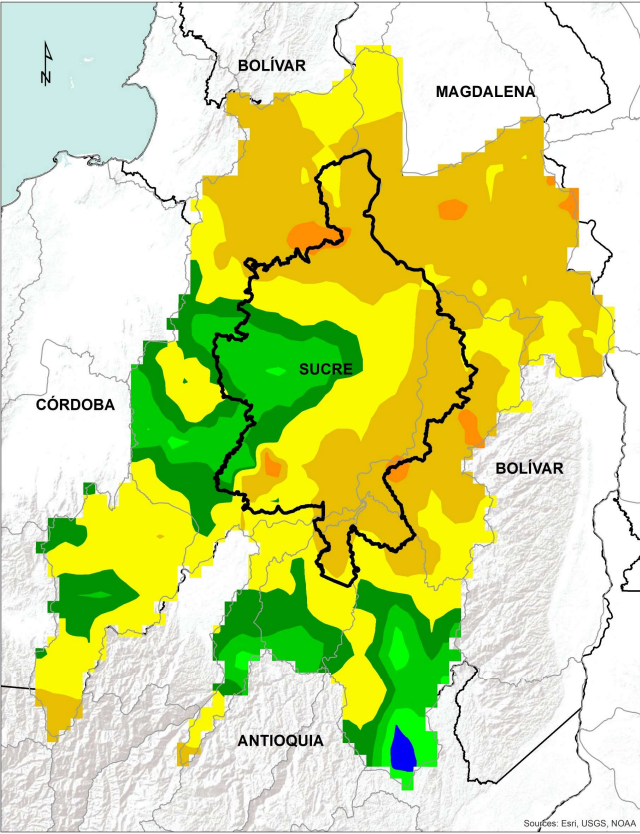 N
BOLÍVAR
MAGDALENA
SUCRE
CÓRDOBA
BOLÍVAR
ANTIOQUIA
Sources: Esri, USGS, NOAA